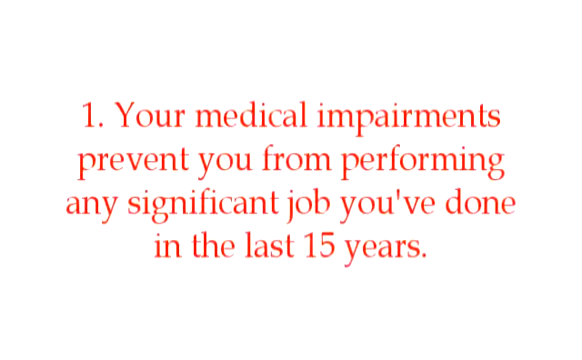 1. Your medical impairments
prevent you from performing
any significant job you've done
in the last 15 years.